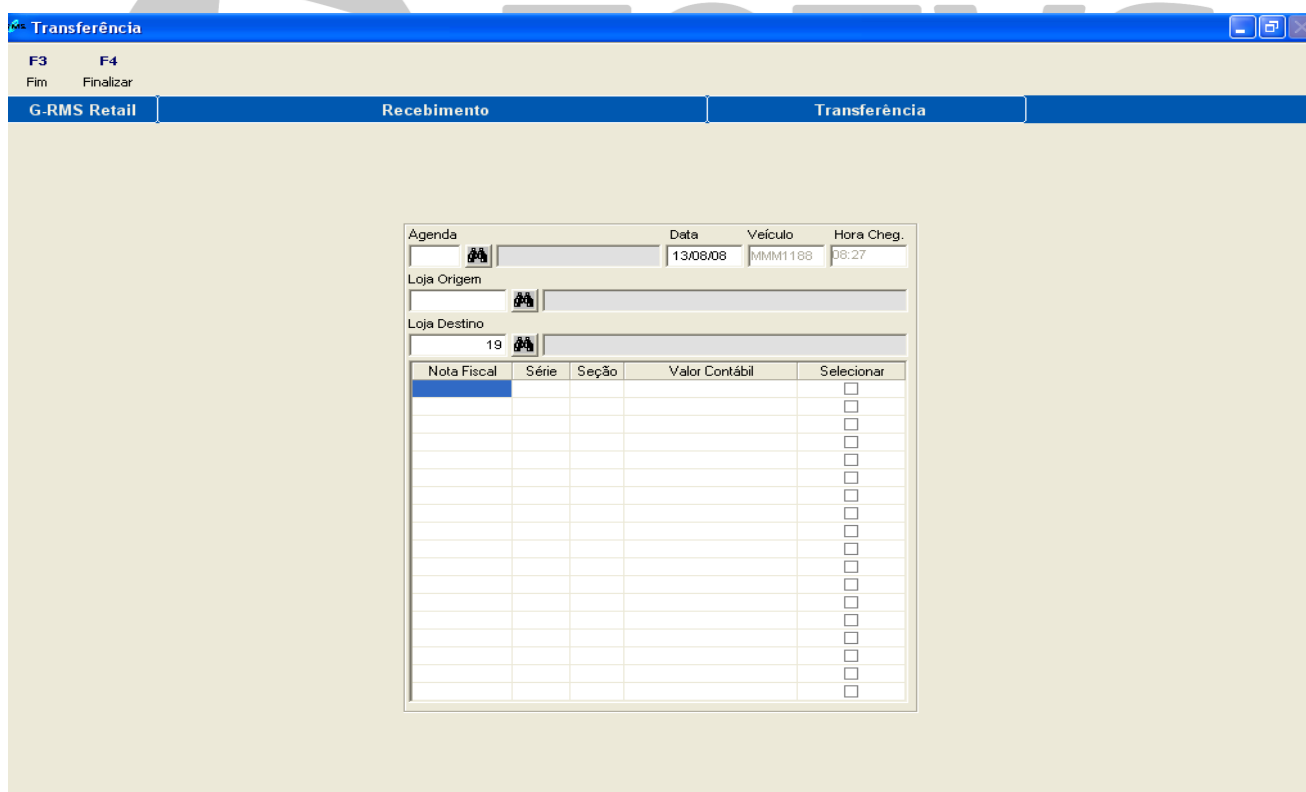 Transferência
F3 F4
Fim Finalizar
G-RMS Retail Recebimento Transferência
Agenda Data Veículo Hora Cheg.
13/08/08 MMM1188 08:27
Loja Origem
Loja Destino
19
Nota Fiscal Série Seção Valor Contábil Selecionar